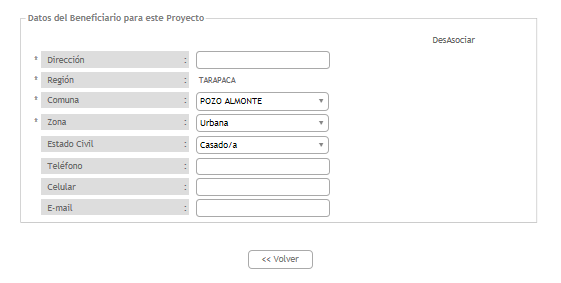 Datos del Beneficiario para este Proyecto
DesAsociar
* Dirección :
* Región : TARAPACA
* Comuna : POZO ALMONTE
* Zona : Urbana
Estado Civil : Casado/a
Teléfono :
Celular :
E-mail :
<< Volver